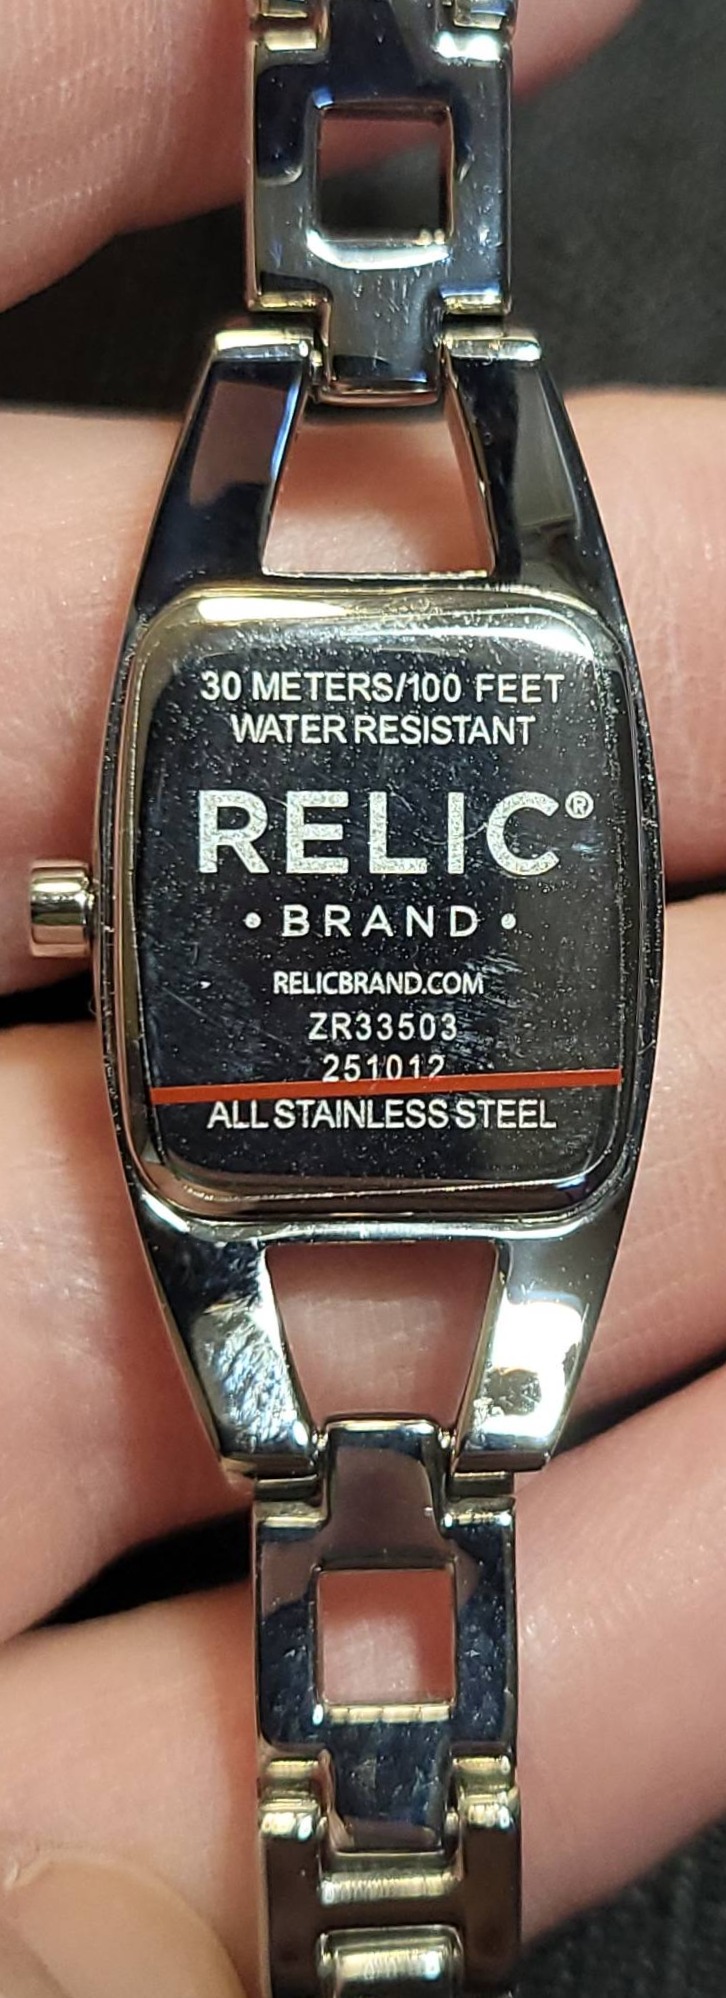 30 METERS/100 FEET
WATER RESISTANT
RELIC®
• BRAND •
RELICBRAND.COM
ZR33503
251012
ALL STAINLESS STEEL